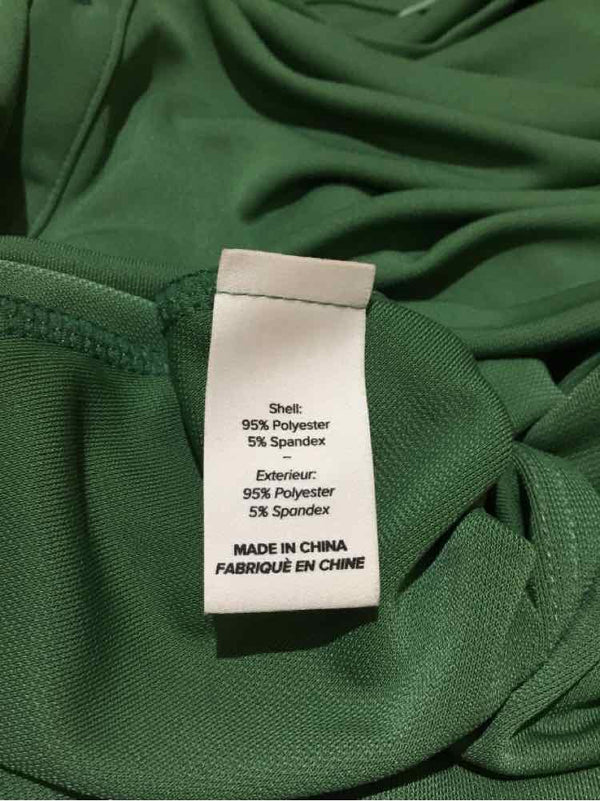 Shell:
95% Polyester
5% Spandex
–
Exterieur:
95% Polyester
5% Spandex
MADE IN CHINA
FABRIQUÈ EN CHINE